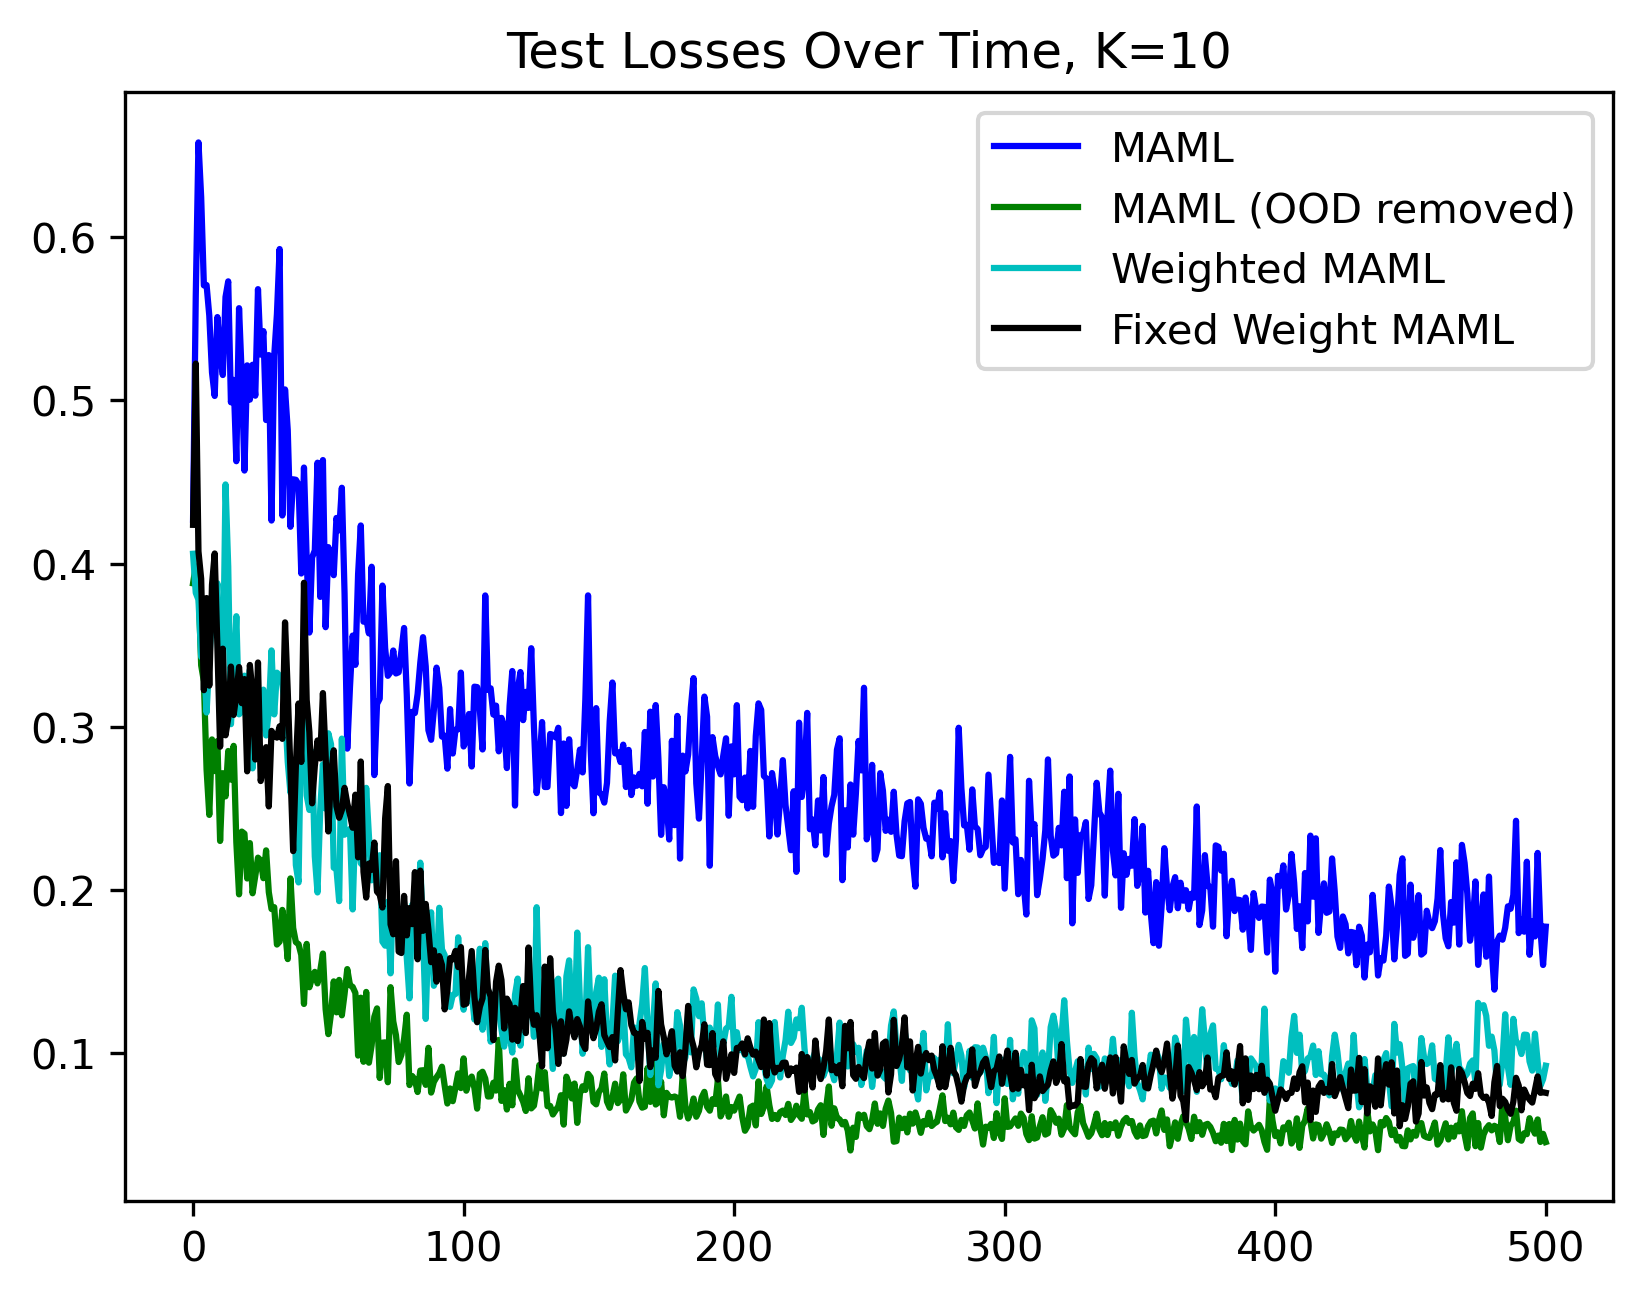 Test Losses Over Time, K=10
MAML
MAML (OOD removed)
Weighted MAML
Fixed Weight MAML
0.6
0.5
0.4
0.3
0.2
0.1
0 100 200 300 400 500